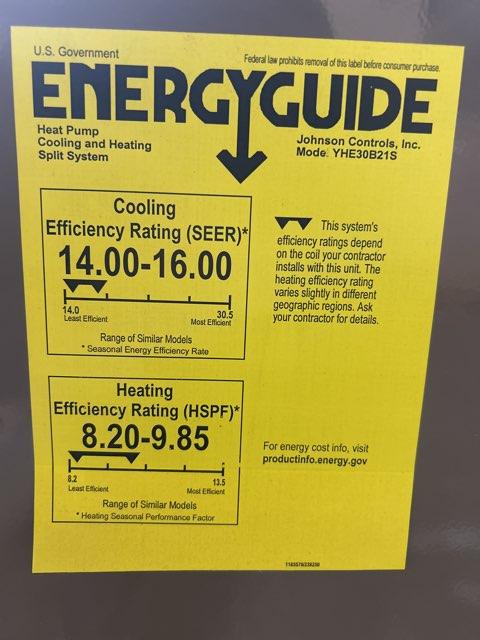 U.S. Government
Federal law prohibits removal of this label before consumer purchase.
ENERGYGUIDE
Heat Pump
Cooling and Heating
Split System
Johnson Controls, Inc.
Model YHE30B21S
Cooling
Efficiency Rating (SEER)*
14.00-16.00
14.0
Least Efficient
30.5
Most Efficient
Range of Similar Models
* Seasonal Energy Efficiency Rate
This system's
efficiency ratings depend
on the coil your contractor
installs with this unit. The
heating efficiency rating
varies slightly in different
geographic regions. Ask
your contractor for details.
Heating
Efficiency Rating (HSPF)*
8.20-9.85
8.2
Least Efficient
13.5
Most Efficient
Range of Similar Models
* Heating Seasonal Performance Factor
For energy cost info, visit
productinfo.energy.gov